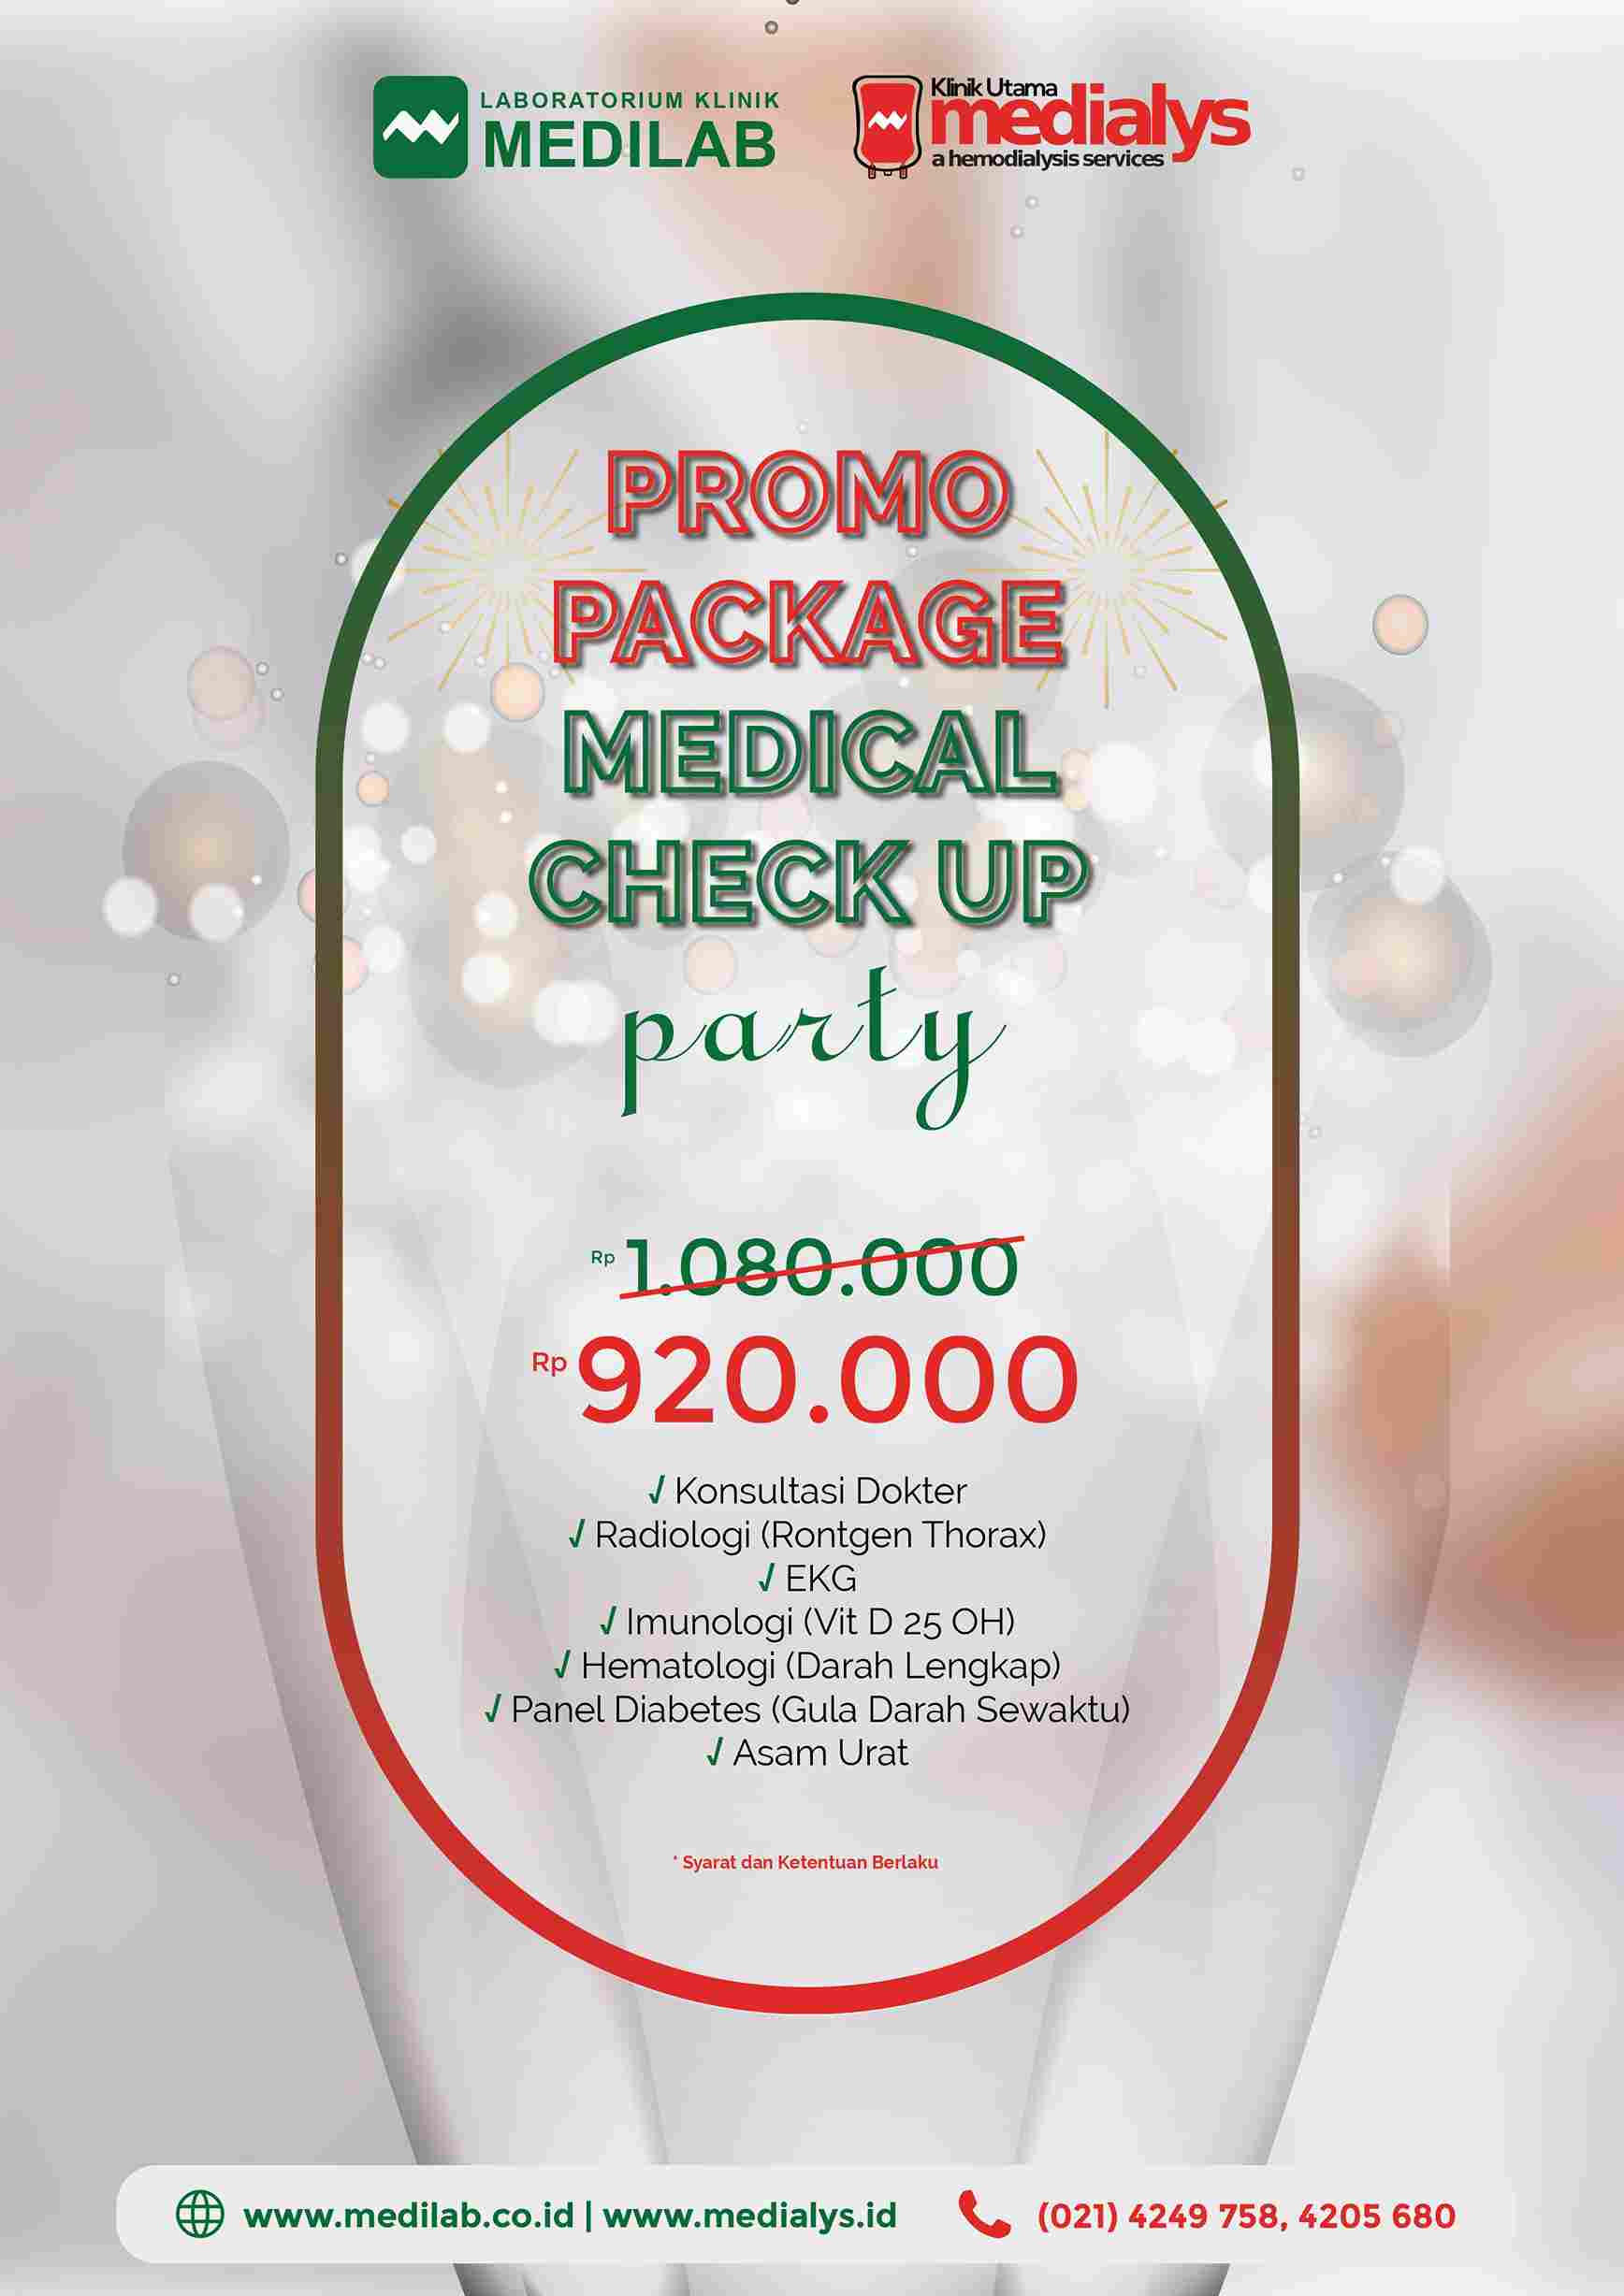 LABORATORIUM KLINIK
MEDILAB
Klinik Utama
medialys
a hemodialysis services
PROMO
PACKAGE
MEDICAL
CHECK UP
party
Rp 1.080.000
Rp 920.000
√ Konsultasi Dokter
√ Radiologi (Rontgen Thorax)
√ EKG
√ Imunologi (Vit D 25 OH)
√ Hematologi (Darah Lengkap)
√ Panel Diabetes (Gula Darah Sewaktu)
√ Asam Urat
* Syarat dan Ketentuan Berlaku
www.medilab.co.id | www.medialys.id
(021) 4249 758, 4205 680